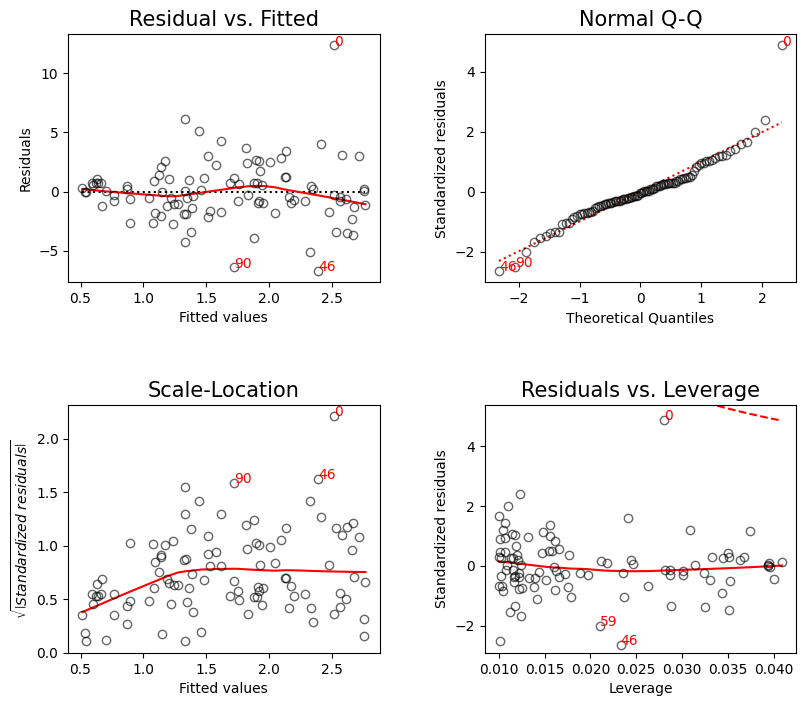 Residual vs. Fitted
0
10
5
0
−5
Residuals
90
46
0.5 1.0 1.5 2.0 2.5
Fitted values
Normal Q-Q
0
4
2
0
−2
Standardized residuals
46 90
−2 −1 0 1 2
Theoretical Quantiles
Scale-Location
0
2.0
1.5
1.0
0.5
0.0
√|Standardized residuals|
90
46
0.5 1.0 1.5 2.0 2.5
Fitted values
Residuals vs. Leverage
0
4
2
0
−2
Standardized residuals
59
46
0.010 0.015 0.020 0.025 0.030 0.035 0.040
Leverage